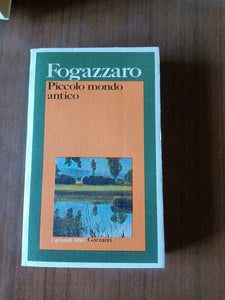 Fogazzaro
Piccolo mondo
antico
i grandi libri Garzanti